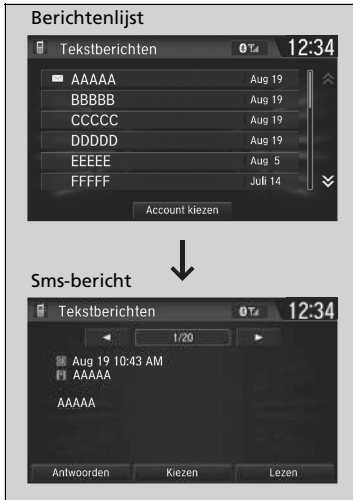 Berichtenlijst
Tekstberichten 12:34
AAAAA Aug 19
BBBBB Aug 19
CCCCC Aug 19
DDDDD Aug 19
EEEEE Aug 5
FFFFF Juli 14
Account kiezen
Sms-bericht
Tekstberichten 12:34
1/20
Aug 19 10:43 AM
AAAAA
AAAAA
Antwoorden Kiezen Lezen